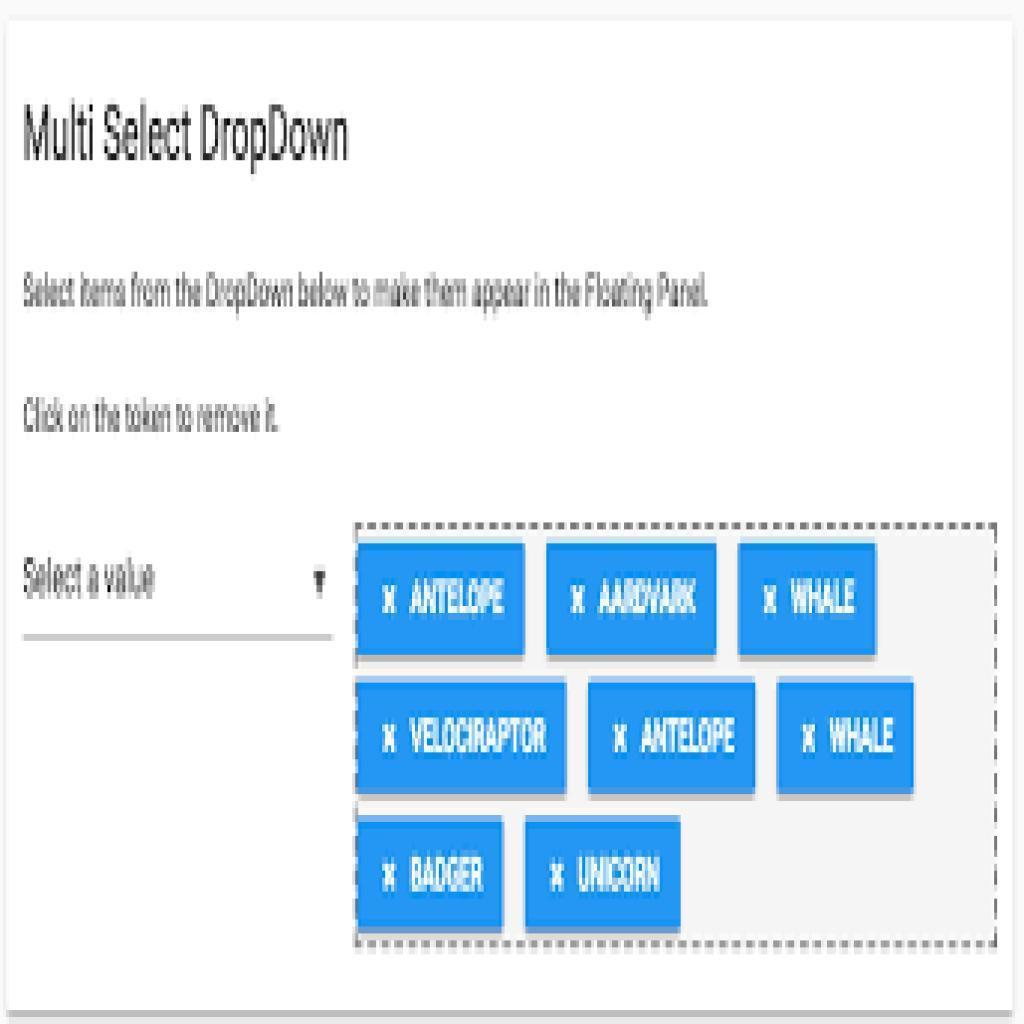 Multi Select DropDown
Select items from the DropDown below to make them appear in the Floating Panel.
Click on the token to remove it.
Select a value ▼
x ANTELOPE x AARDVARK x WHALE
x VELOCIRAPTOR x ANTELOPE x WHALE
x BADGER x UNICORN